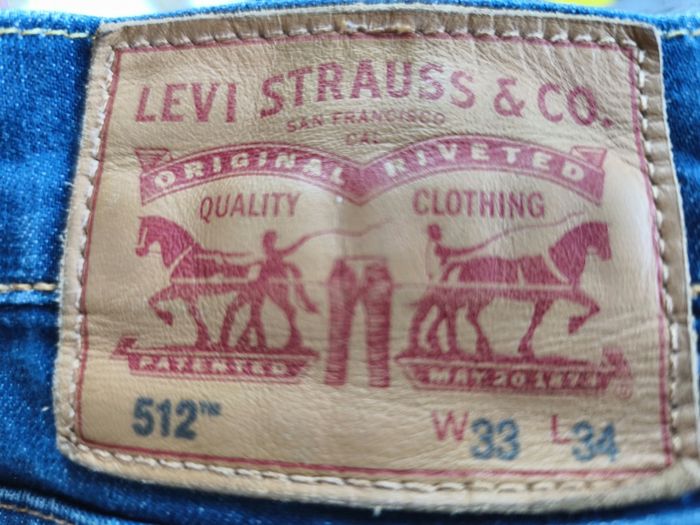 LEVI STRAUSS & CO.
SAN FRANCISCO
CAL
ORIGINAL RIVETED
QUALITY CLOTHING
PATENTED MAY 20 1873
®
512™ W33 L34